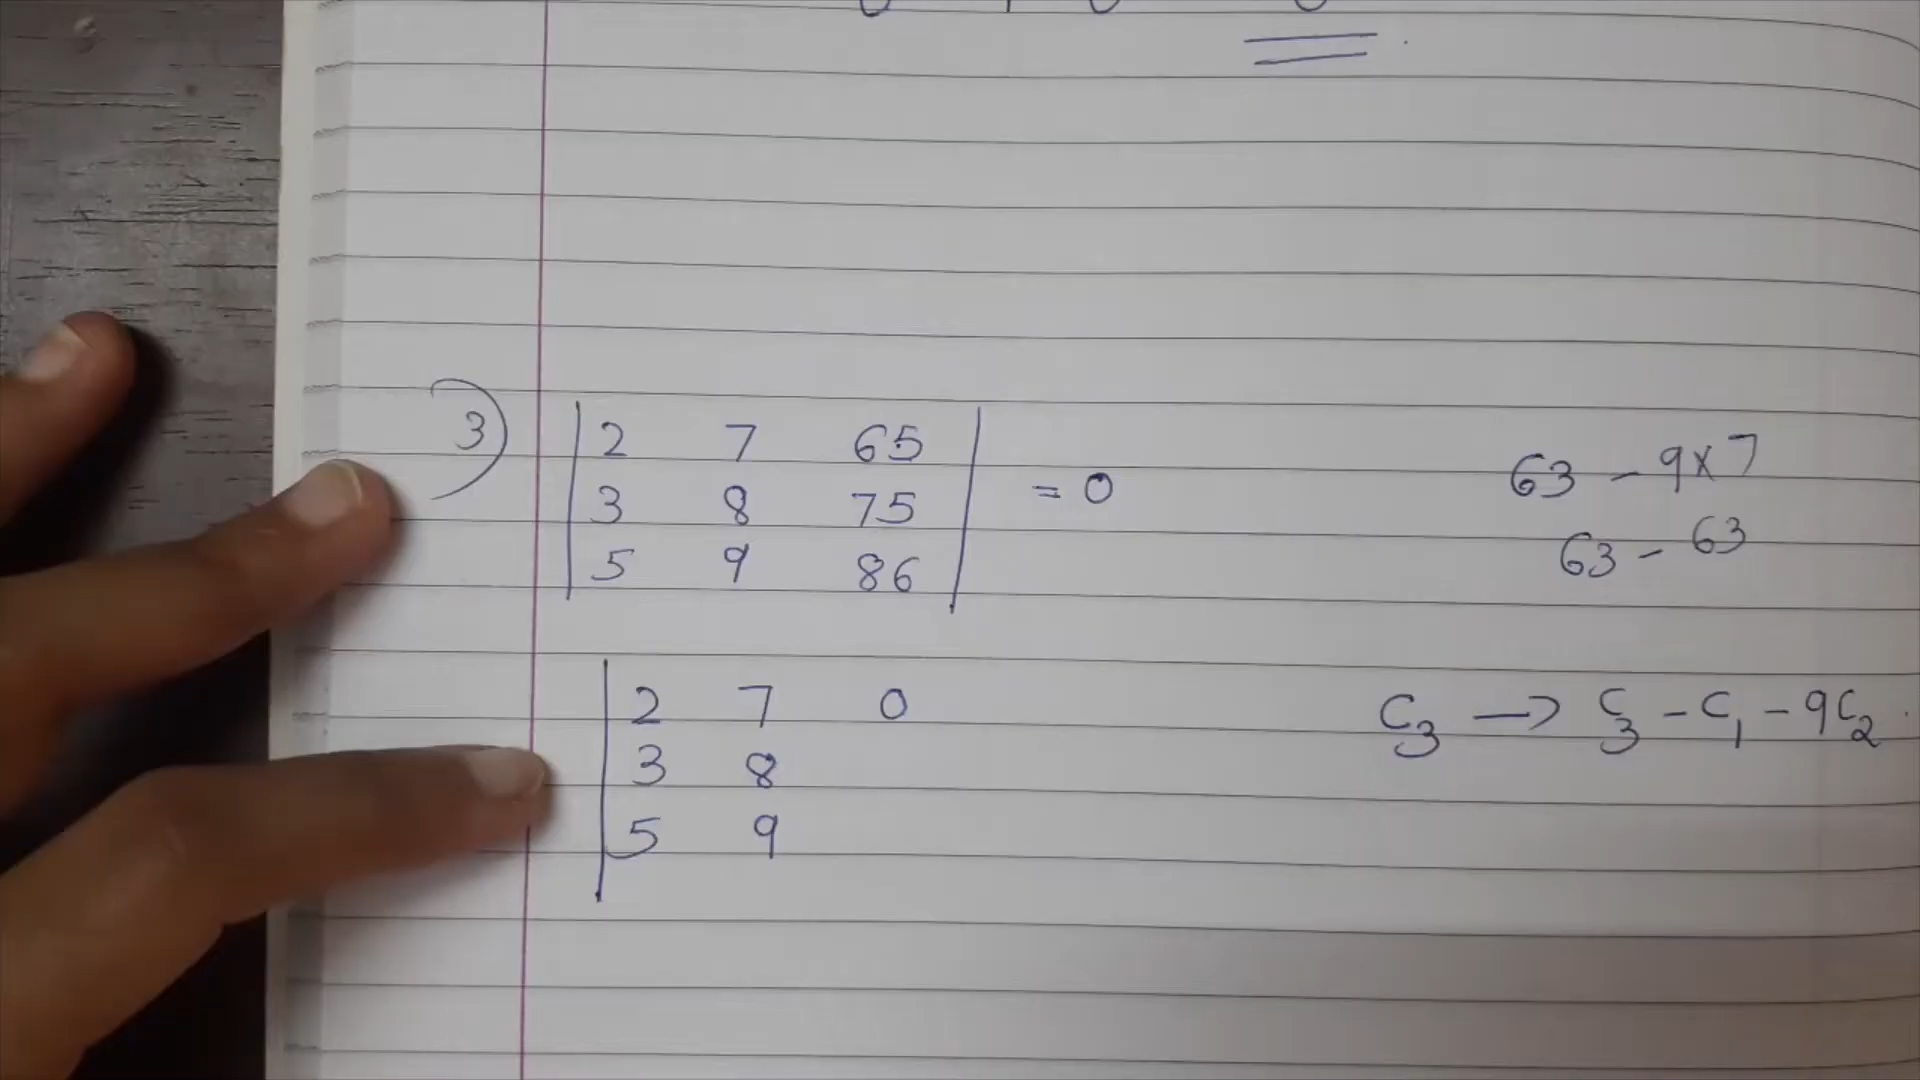 3) | 2 7 65 |
| 3 8 75 | = 0
| 5 9 86 |
63 - 9x7
63 - 63
| 2 7 0
| 3 8
| 5 9
C3 → C3 - C1 - 9C2